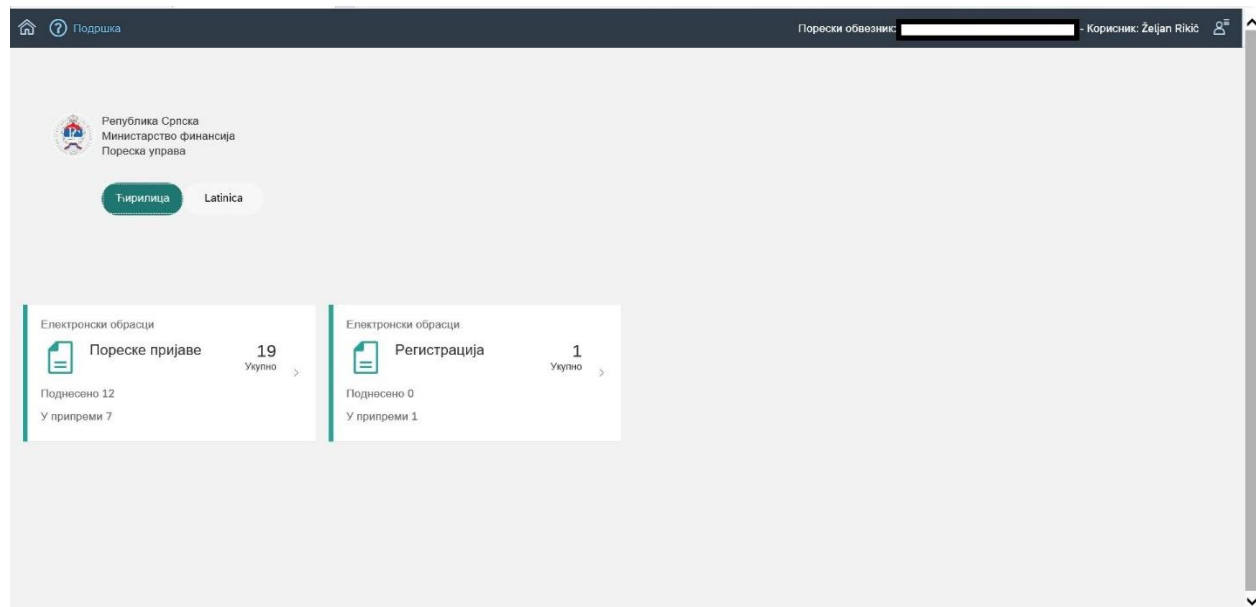 Подршка
Порески обвезник: - Корисник: Željan Rikić
Република Српска
Министарство финансија
Пореска управа
Ћирилица Latinica
Електронски обрасци
Пореске пријаве 19
Укупно
Поднесено 12
У припреми 7
Електронски обрасци
Регистрација 1
Укупно
Поднесено 0
У припреми 1